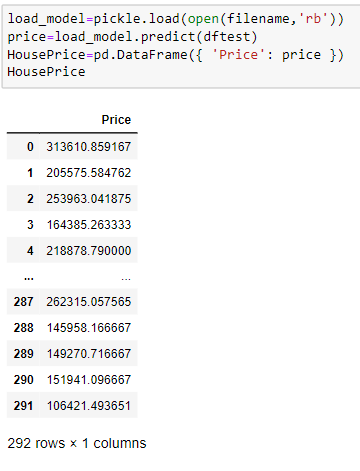 load_model=pickle.load(open(filename,'rb'))
price=load_model.predict(dftest)
HousePrice=pd.DataFrame({ 'Price': price })
HousePrice
Price
0 313610.859167
1 205575.584762
2 253963.041875
3 164385.263333
4 218878.790000
... ...
287 262315.057565
288 145958.166667
289 149270.716667
290 151941.096667
291 106421.493651
292 rows × 1 columns